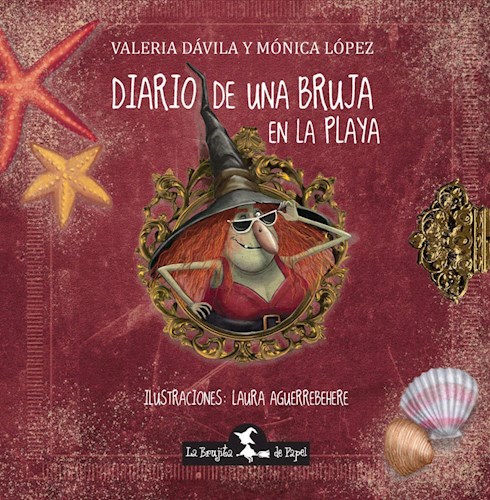 VALERIA DÁVILA Y MÓNICA LÓPEZ
DIARIO DE UNA BRUJA
EN LA PLAYA
ILUSTRACIONES: LAURA AGUERREBEHERE
La Brujita de Papel